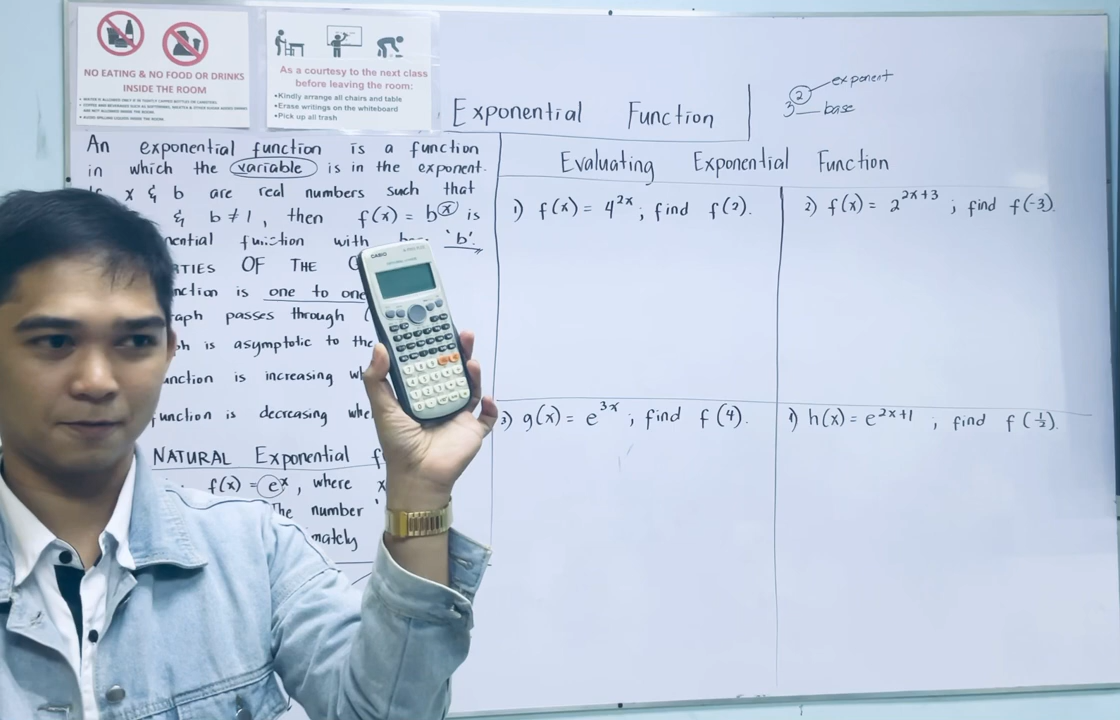 NO EATING & NO FOOD OR DRINKS
INSIDE THE ROOM
As a courtesy to the next class
before leaving the room:
•Kindly arrange all chairs and table
•Erase writings on the whiteboard
•Pick up all trash
Exponential Function
3² exponent
base
An exponential function is a function
in which the variable is in the exponent.
x & b are real numbers such that
& b ≠ 1, then f(x) = bˣ is
function with 'b'.
OF THE
is one to one
passes through (
is asymptotic to the
is increasing
is decreasing
NATURAL Exponential f
f(x) = eˣ, where x
The number '
CASIO
Evaluating Exponential Function
1) f(x) = 4²ˣ ; find f(2).
2) f(x) = 2²ˣ⁺³ ; find f(-3).
3) g(x) = e³ˣ ; find f(4).
4) h(x) = e²ˣ⁺¹ ; find f(½).